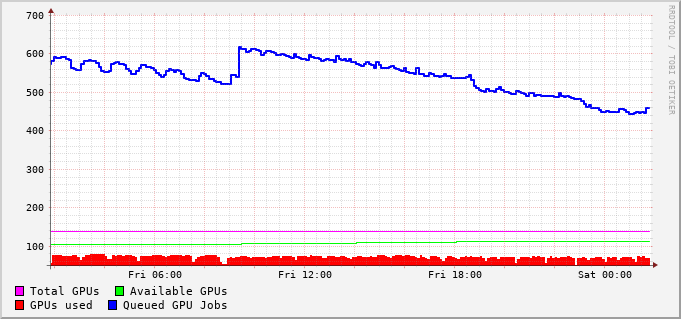 700
600
500
400
300
200
100
Fri 06:00 Fri 12:00 Fri 18:00 Sat 00:00
Total GPUs Available GPUs
GPUs used Queued GPU Jobs
RRDTOOL / TOBI OETIKER